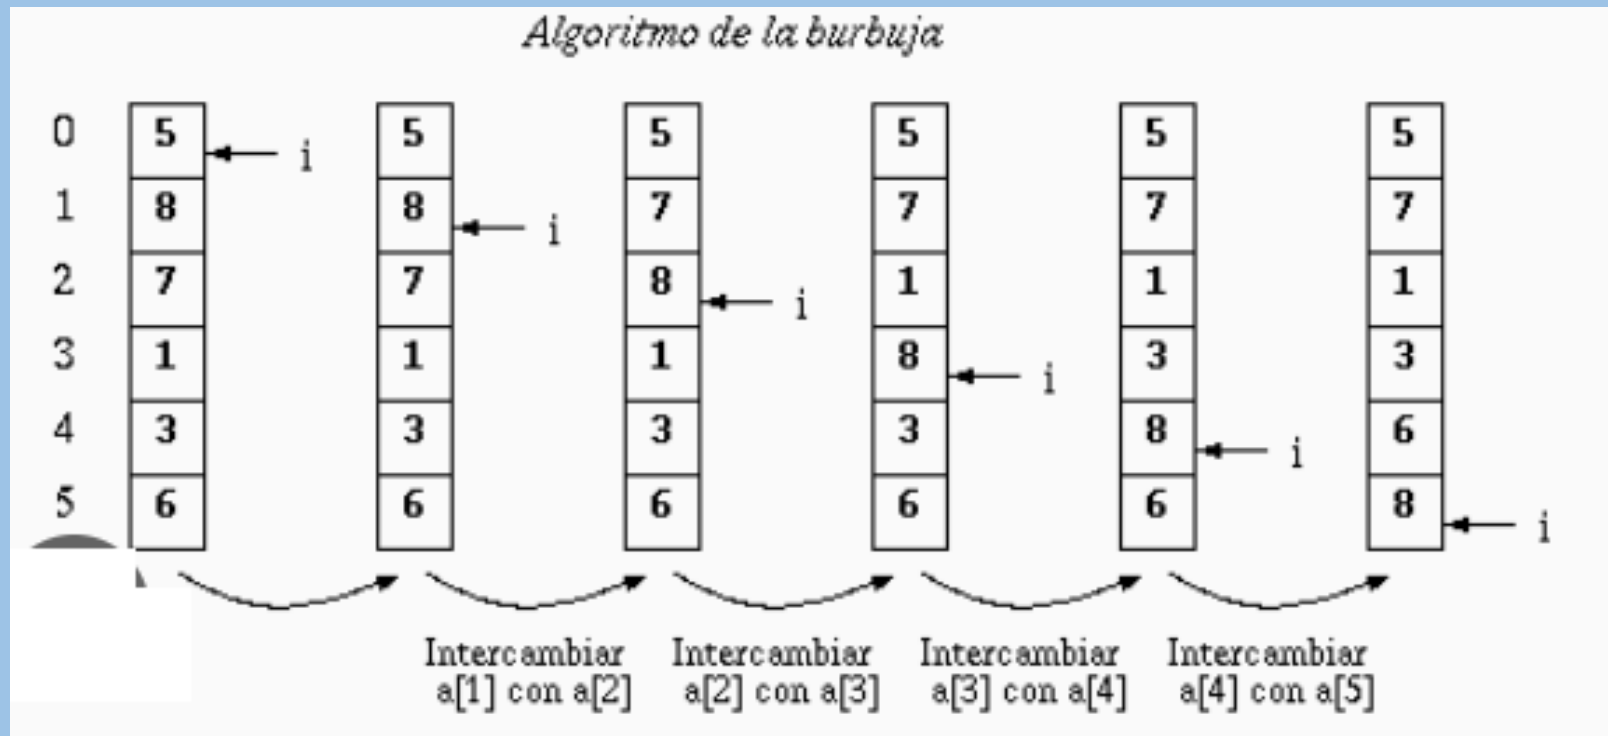 Algoritmo de la burbuja
0 5 5 5 5 5 5
i
1 8 8 7 7 7 7
i
2 7 7 8 1 1 1
i
3 1 1 1 8 3 3
i
4 3 3 3 3 8 6
i
5 6 6 6 6 6 8
i
Intercambiar Intercambiar Intercambiar Intercambiar
a[1] con a[2] a[2] con a[3] a[3] con a[4] a[4] con a[5]